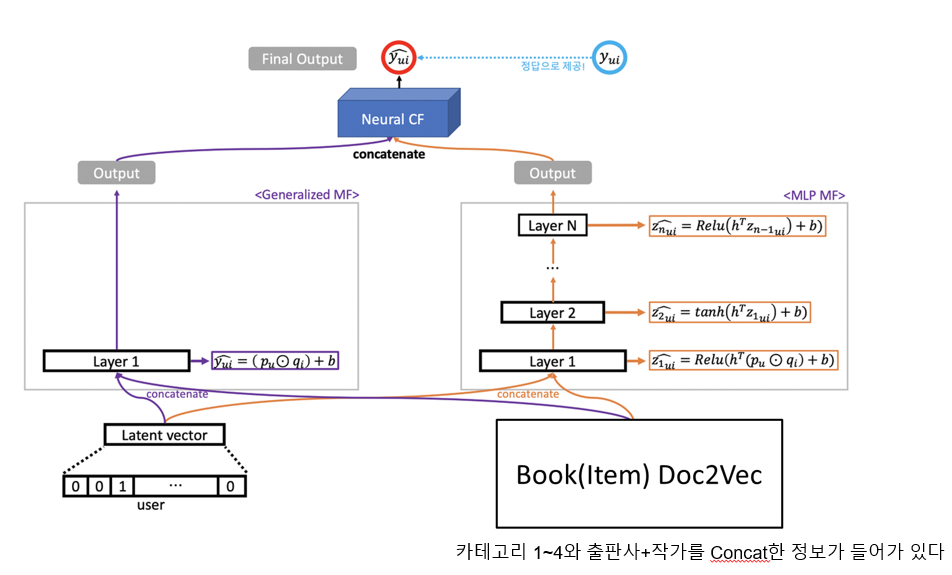 Final Output
ŷui
yui
정답으로 제공!
Neural CF
concatenate
Output
Output
<Generalized MF>
<MLP MF>
Layer N
ẑnui = Relu(hᵀzn−1ui) + b)
...
Layer 2
ẑ2ui = tanh(hᵀz1ui) + b)
Layer 1
ŷui = ( pu⊙ qi) + b
Layer 1
ẑ1ui = Relu(hᵀ(pu ⊙ qi) + b)
concatenate
concatenate
Latent vector
0 0 1 ... 0
user
Book(Item) Doc2Vec
카테고리 1~4와 출판사+작가를 Concat한 정보가 들어가 있다